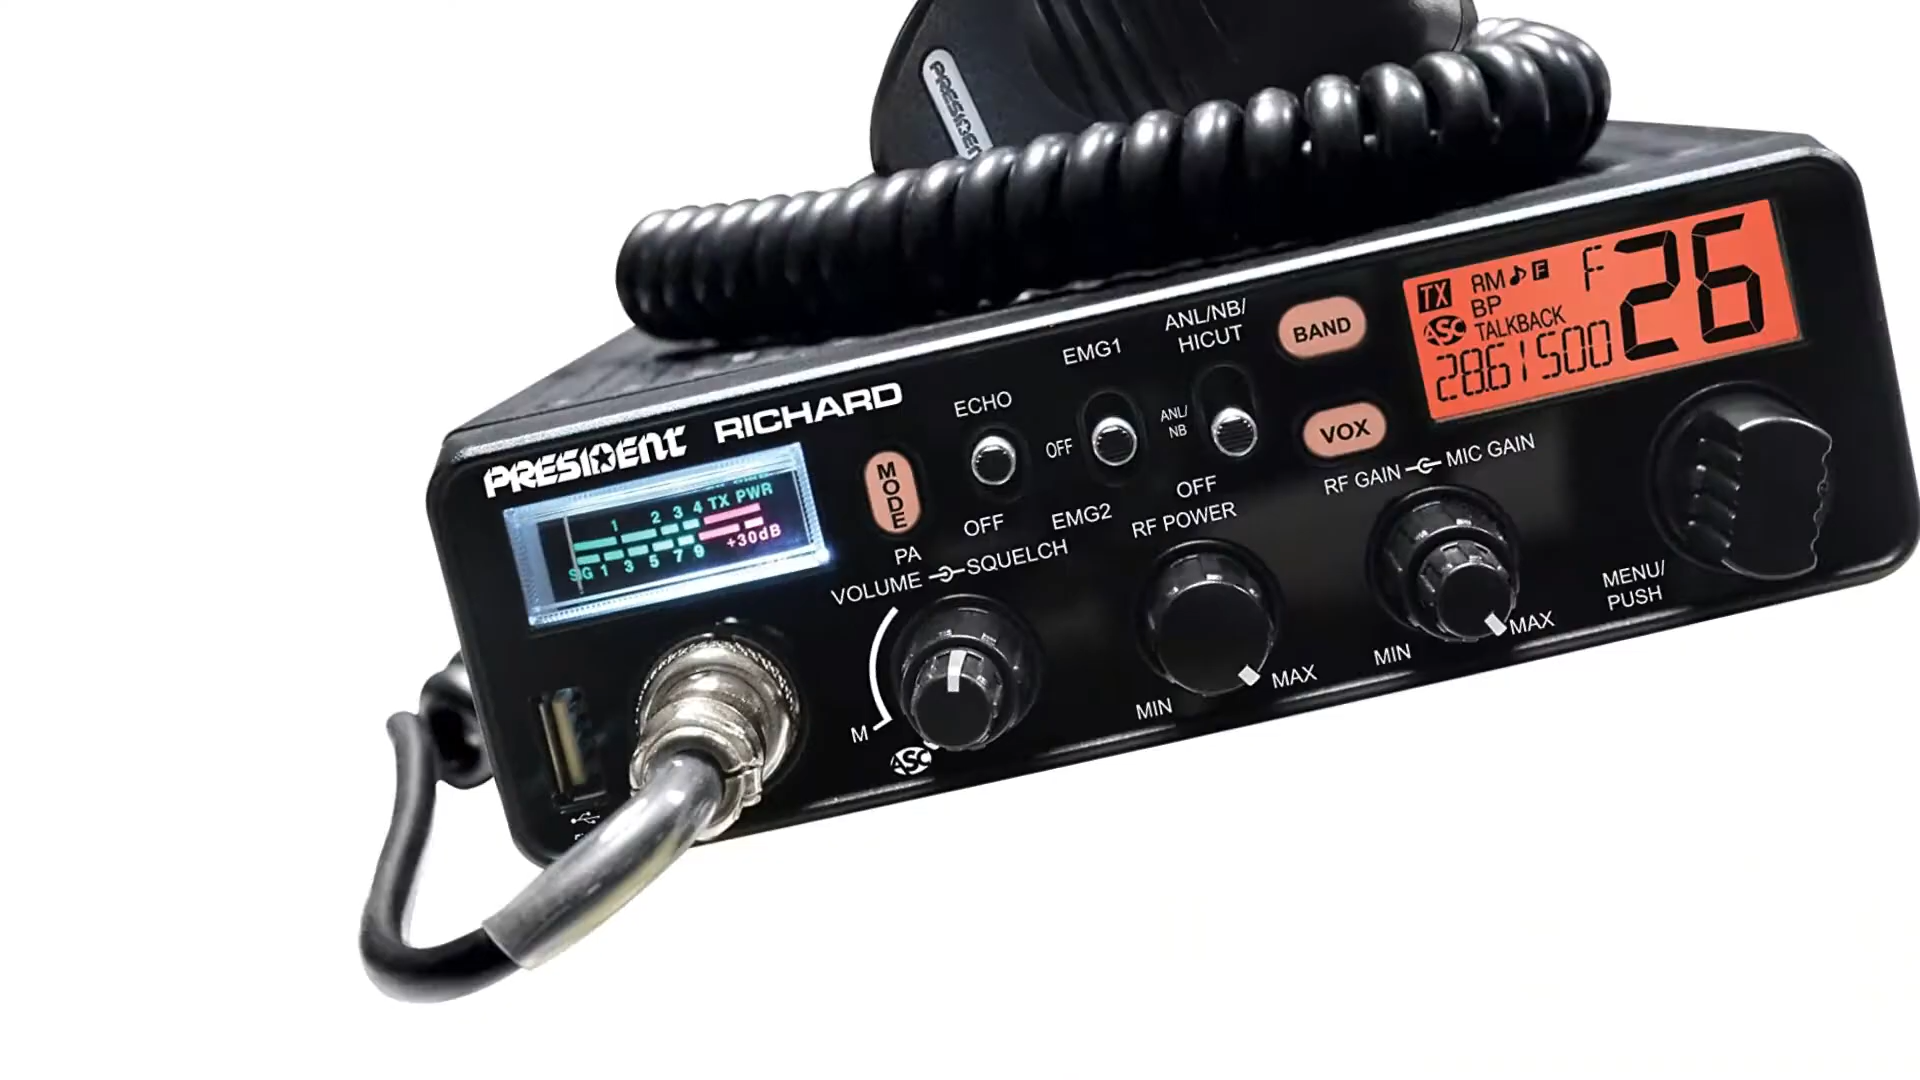 PRESIDENT
PRESIDENT RICHARD
1 2 3 4 TX PWR
SG 1 3 5 7 9 +30dB
MODE
PA
ECHO
OFF
EMG1
OFF
EMG2
ANL/NB/
HICUT
ANL/
NB
OFF
BAND
VOX
TX RM F F 26
BP
ASC TALKBACK
28.61500
VOLUME SQUELCH
M
ASC
RF POWER
MIN MAX
RF GAIN MIC GAIN
MIN MAX
MENU/
PUSH